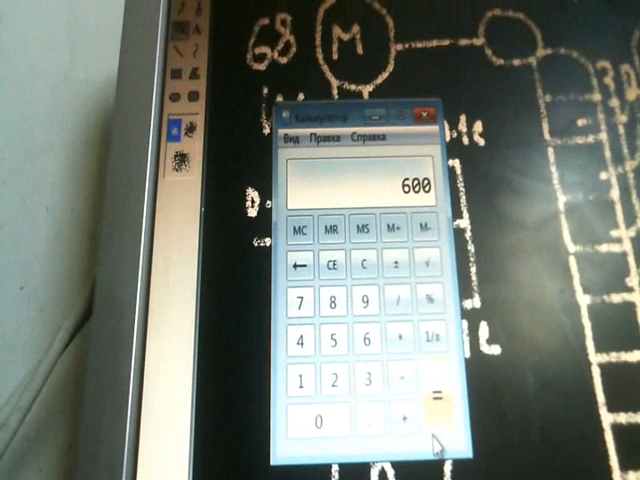 68
M
Калькулятор
Вид Правка Справка
600
MC MR MS M+ M-
← CE C ± √
7 8 9 / %
4 5 6 * 1/x
1 2 3 - =
0 . +